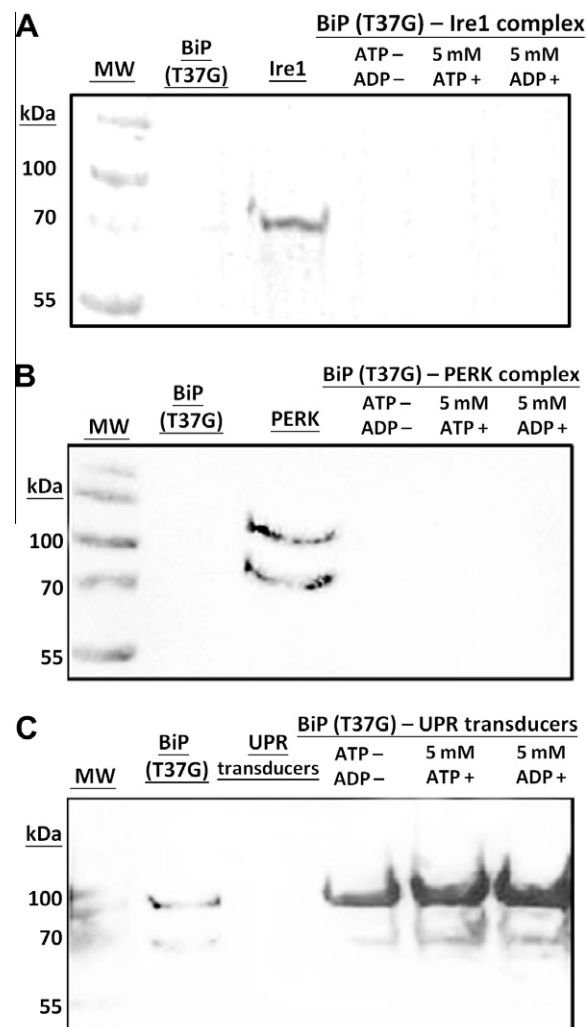 A
BiP (T37G) – Ire1 complex
MW
BiP
(T37G)
Ire1
ATP –
ADP –
5 mM
ATP +
5 mM
ADP +
kDa
100
70
55
B
BiP (T37G) – PERK complex
MW
BiP
(T37G)
PERK
ATP –
ADP –
5 mM
ATP +
5 mM
ADP +
kDa
100
70
55
C
BiP (T37G) – UPR transducers
MW
BiP
(T37G)
UPR
transducers
ATP –
ADP –
5 mM
ATP +
5 mM
ADP +
kDa
100
70
55